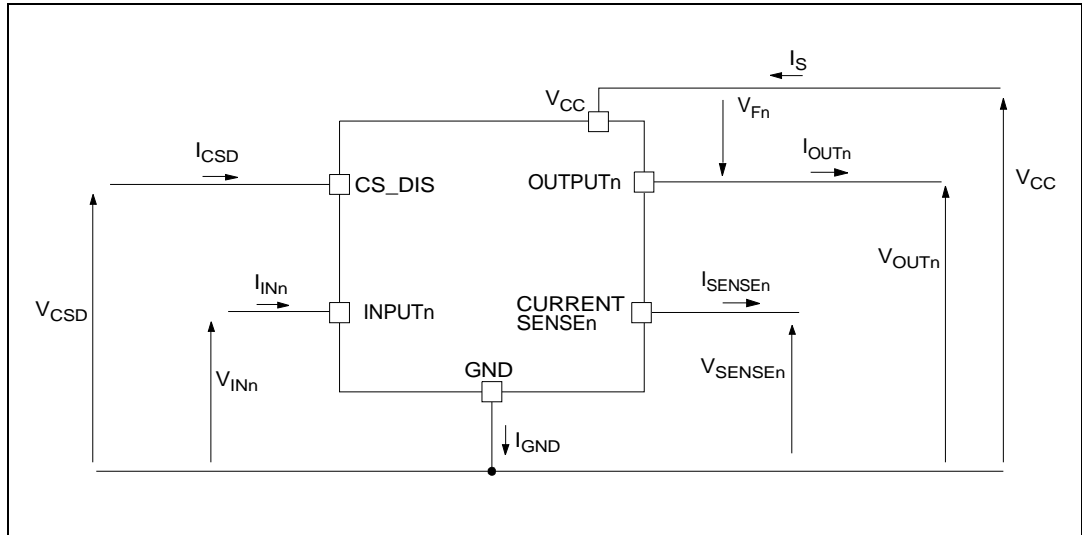 I_S
V_CC
V_Fn
I_CSD
I_OUTn
CS_DIS
OUTPUTn
V_CC
V_OUTn
I_INn
I_SENSEn
V_CSD
INPUTn
CURRENT
SENSEn
GND
V_SENSEn
V_INn
I_GND